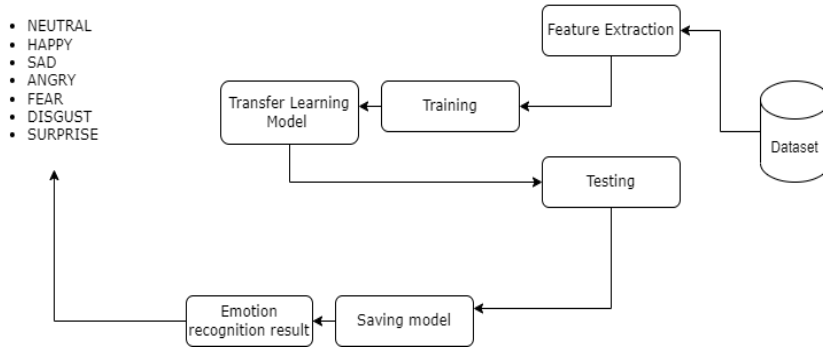 NEUTRAL
HAPPY
SAD
ANGRY
FEAR
DISGUST
SURPRISE
Feature Extraction
Transfer Learning
Model
Training
Dataset
Testing
Emotion
recognition result
Saving model